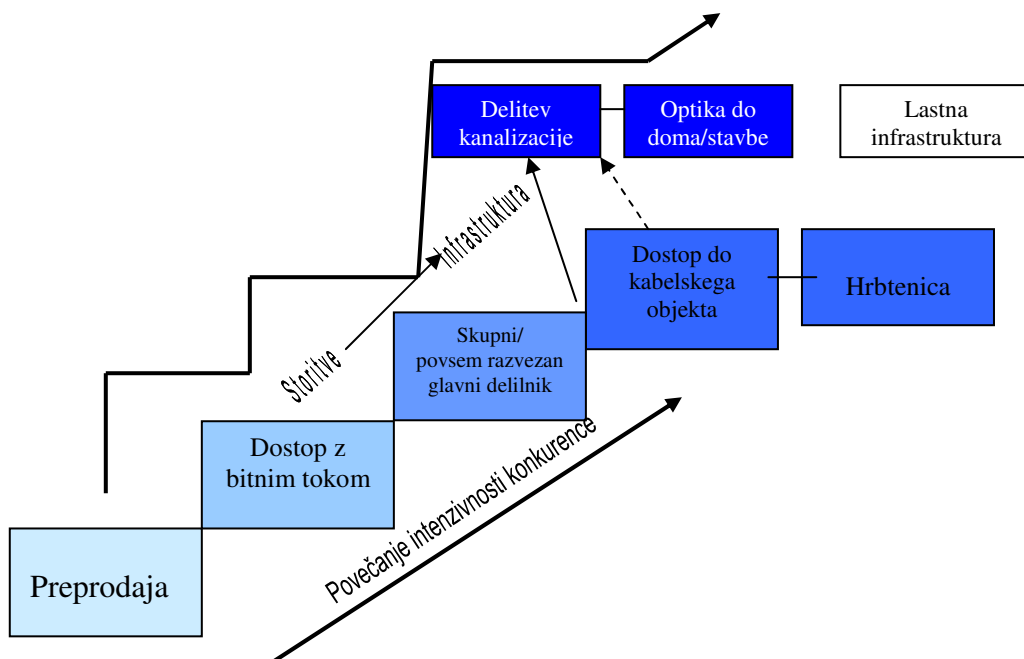 Delitev
kanalizacije
Optika do
doma/stavbe
Lastna
infrastruktura
Infrastruktura
Storitve
Dostop do
kabelskega
objekta
Hrbtenica
Skupni/
povsem razvezan
glavni delilnik
Dostop z
bitnim tokom
Povečanje intenzivnosti konkurence
Preprodaja